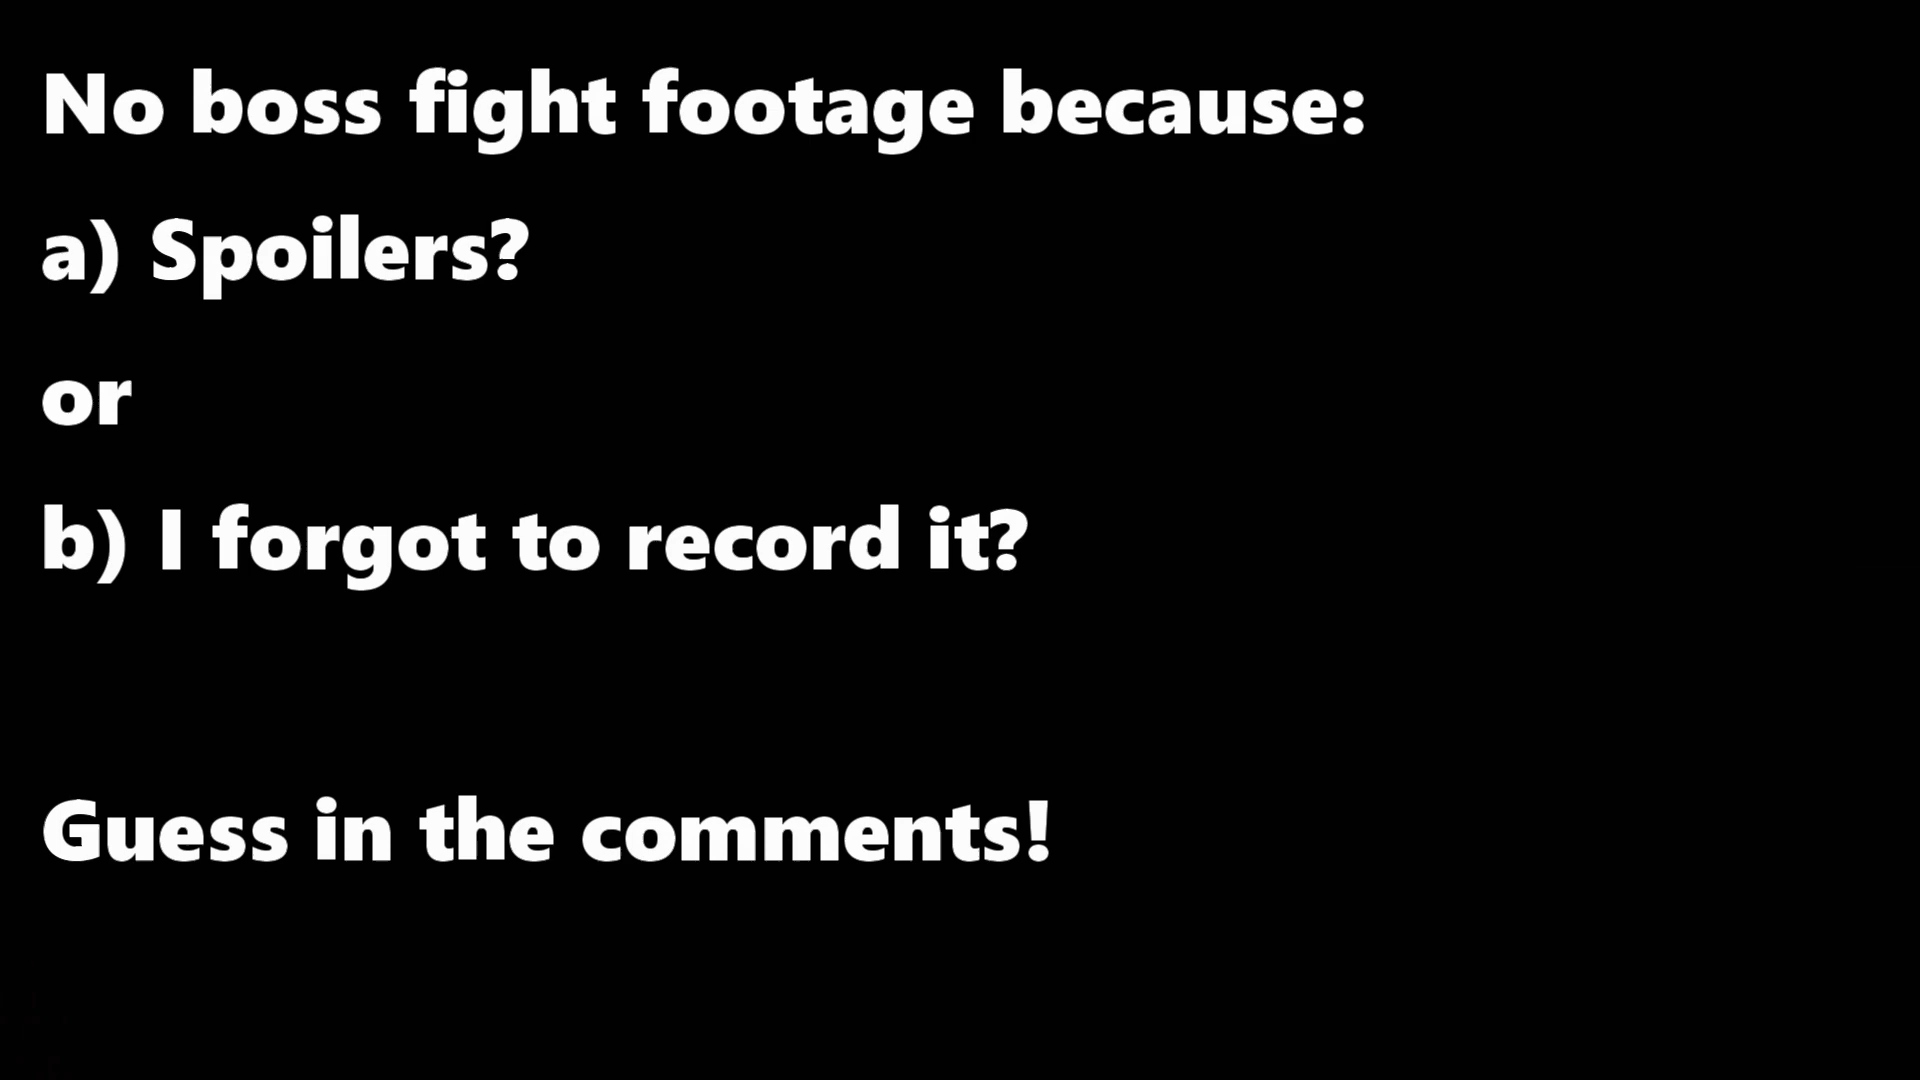 No boss fight footage because:
a) Spoilers?
or
b) I forgot to record it?
Guess in the comments!